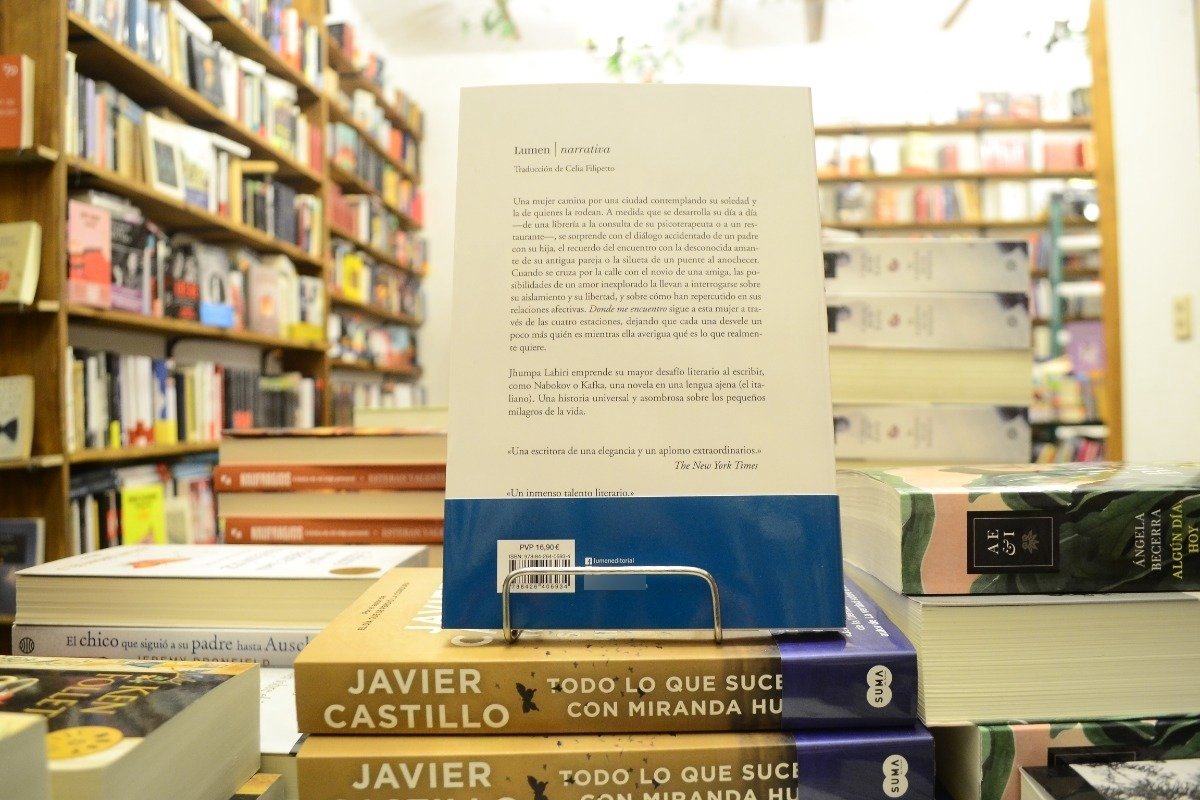 Lumen | narrativa
Traducción de Celia Filipetto
Una mujer camina por una ciudad contemplando su soledad y
la de quienes la rodean. A medida que se desarrolla su día a día
—de una librería a la consulta de su psicoterapeuta o a un res-
taurante—, se sorprende con el diálogo accidentado de un padre
con su hija, el recuerdo del encuentro con la desconocida aman-
te de su antigua pareja o la silueta de un puente al anochecer.
Cuando se cruza por la calle con el novio de una amiga, las po-
sibilidades de un amor inexplorado la llevan a interrogarse sobre
su aislamiento y su libertad, y sobre cómo han repercutido en sus
relaciones afectivas. Donde me encuentro sigue a esta mujer a tra-
vés de las cuatro estaciones, dejando que cada una desvele un
poco más quién es mientras ella averigua qué es lo que realmen-
te quiere.
Jhumpa Lahiri emprende su mayor desafío literario al escribir,
como Nabokov o Kafka, una novela en una lengua ajena (el ita-
liano). Una historia universal y asombrosa sobre los pequeños
milagros de la vida.
«Una escritora de una elegancia y un aplomo extraordinarios.»
The New York Times
«Un inmenso talento literario.»
PVP 16,90 €
lumeneditorial
NAUFRAGIOS
NAUFRAGIOS
AE
&I
ÁNGELA
BECERRA
ALGÚN DÍA
HOY
El chico que siguió a su padre hasta Ausch
JEREMY DRONFIELD
KEN
FOLLETT
JAVIER
CASTILLO
TODO LO QUE SUCE
CON MIRANDA HU
SUMA
JAVIER
CASTILLO
TODO LO QUE SUCE
CON MIRANDA HU
SUMA